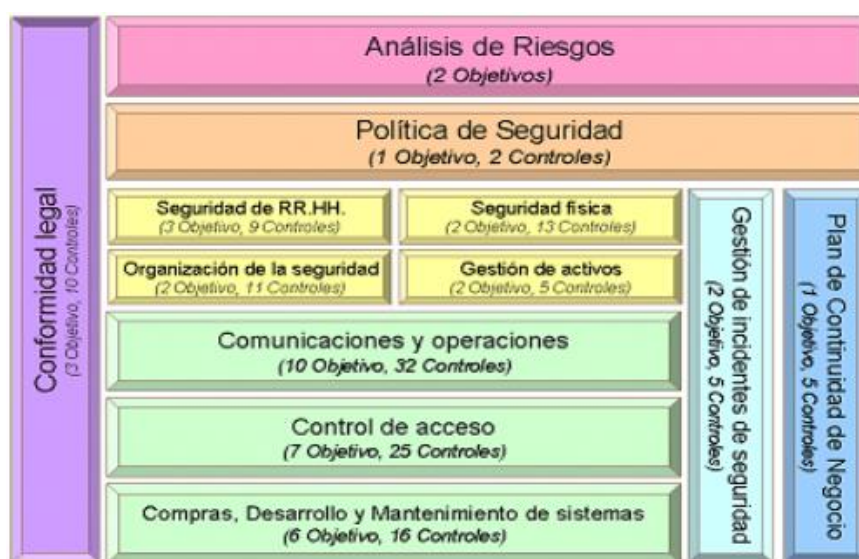 Conformidad legal
(3 Objetivo, 10 Controles)
Análisis de Riesgos
(2 Objetivos)
Política de Seguridad
(1 Objetivo, 2 Controles)
Seguridad de RR.HH.
(3 Objetivo, 9 Controles)
Seguridad física
(2 Objetivo, 13 Controles)
Organización de la seguridad
(2 Objetivo, 11 Controles)
Gestión de activos
(2 Objetivo, 5 Controles)
Comunicaciones y operaciones
(10 Objetivo, 32 Controles)
Control de acceso
(7 Objetivo, 25 Controles)
Compras, Desarrollo y Mantenimiento de sistemas
(6 Objetivo, 16 Controles)
Gestión de incidentes de seguridad
(2 Objetivo, 5 Controles)
Plan de Continuidad de Negocio
(1 Objetivo, 5 Controles)